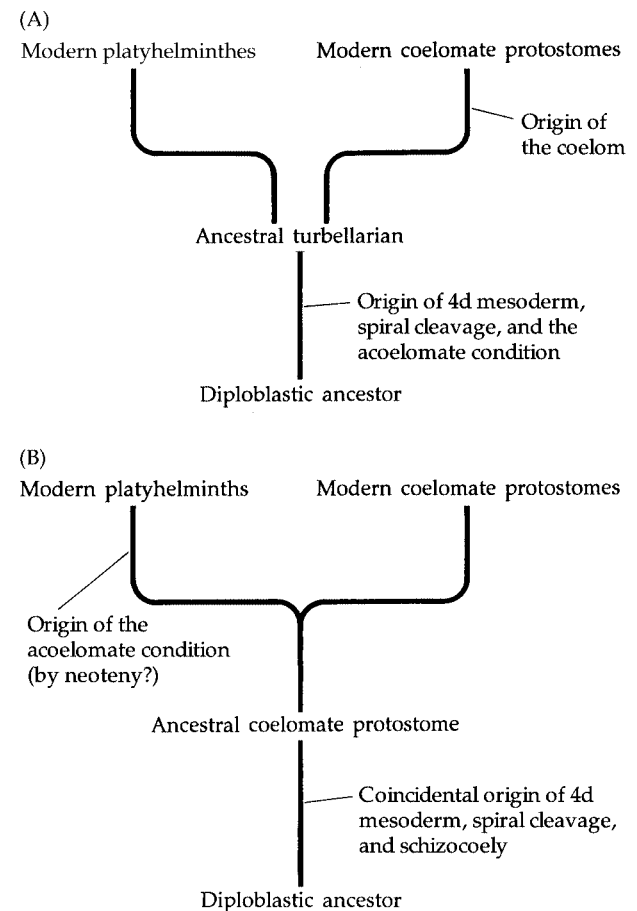 (A)
Modern platyhelminthes
Modern coelomate protostomes
Origin of
the coelom
Ancestral turbellarian
Origin of 4d mesoderm,
spiral cleavage, and the
acoelomate condition
Diploblastic ancestor
(B)
Modern platyhelminths
Modern coelomate protostomes
Origin of the
acoelomate condition
(by neoteny?)
Ancestral coelomate protostome
Coincidental origin of 4d
mesoderm, spiral cleavage,
and schizocoely
Diploblastic ancestor